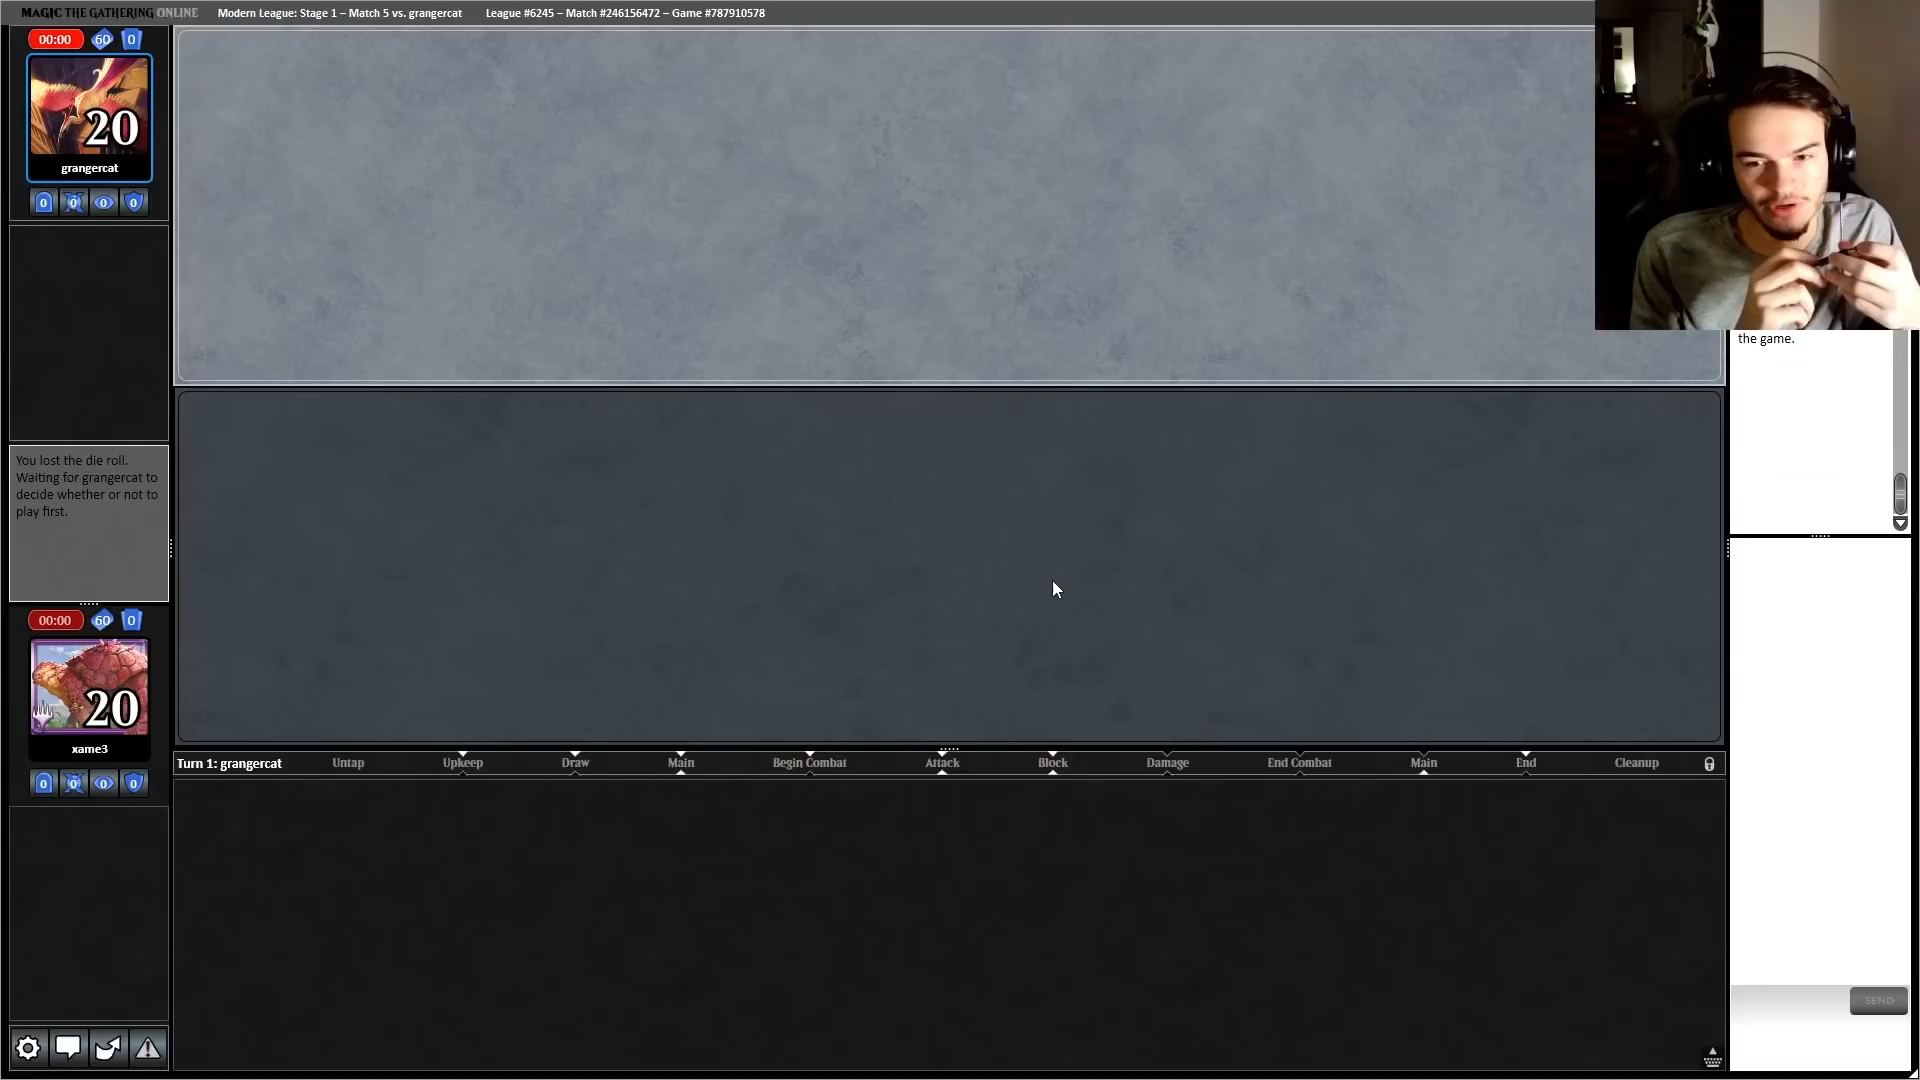 MAGIC THE GATHERING ONLINE
Modern League: Stage 1 – Match 5 vs. grangercat
League #6245 – Match #246156472 – Game #787910578
00:00
60
0
20
grangercat
0
0
0
0
the game.
You lost the die roll.
Waiting for grangercat to
decide whether or not to
play first.
00:00
60
0
20
xame3
0
0
0
0
Turn 1: grangercat
Untap
Upkeep
Draw
Main
Begin Combat
Attack
Block
Damage
End Combat
Main
End
Cleanup
SEND